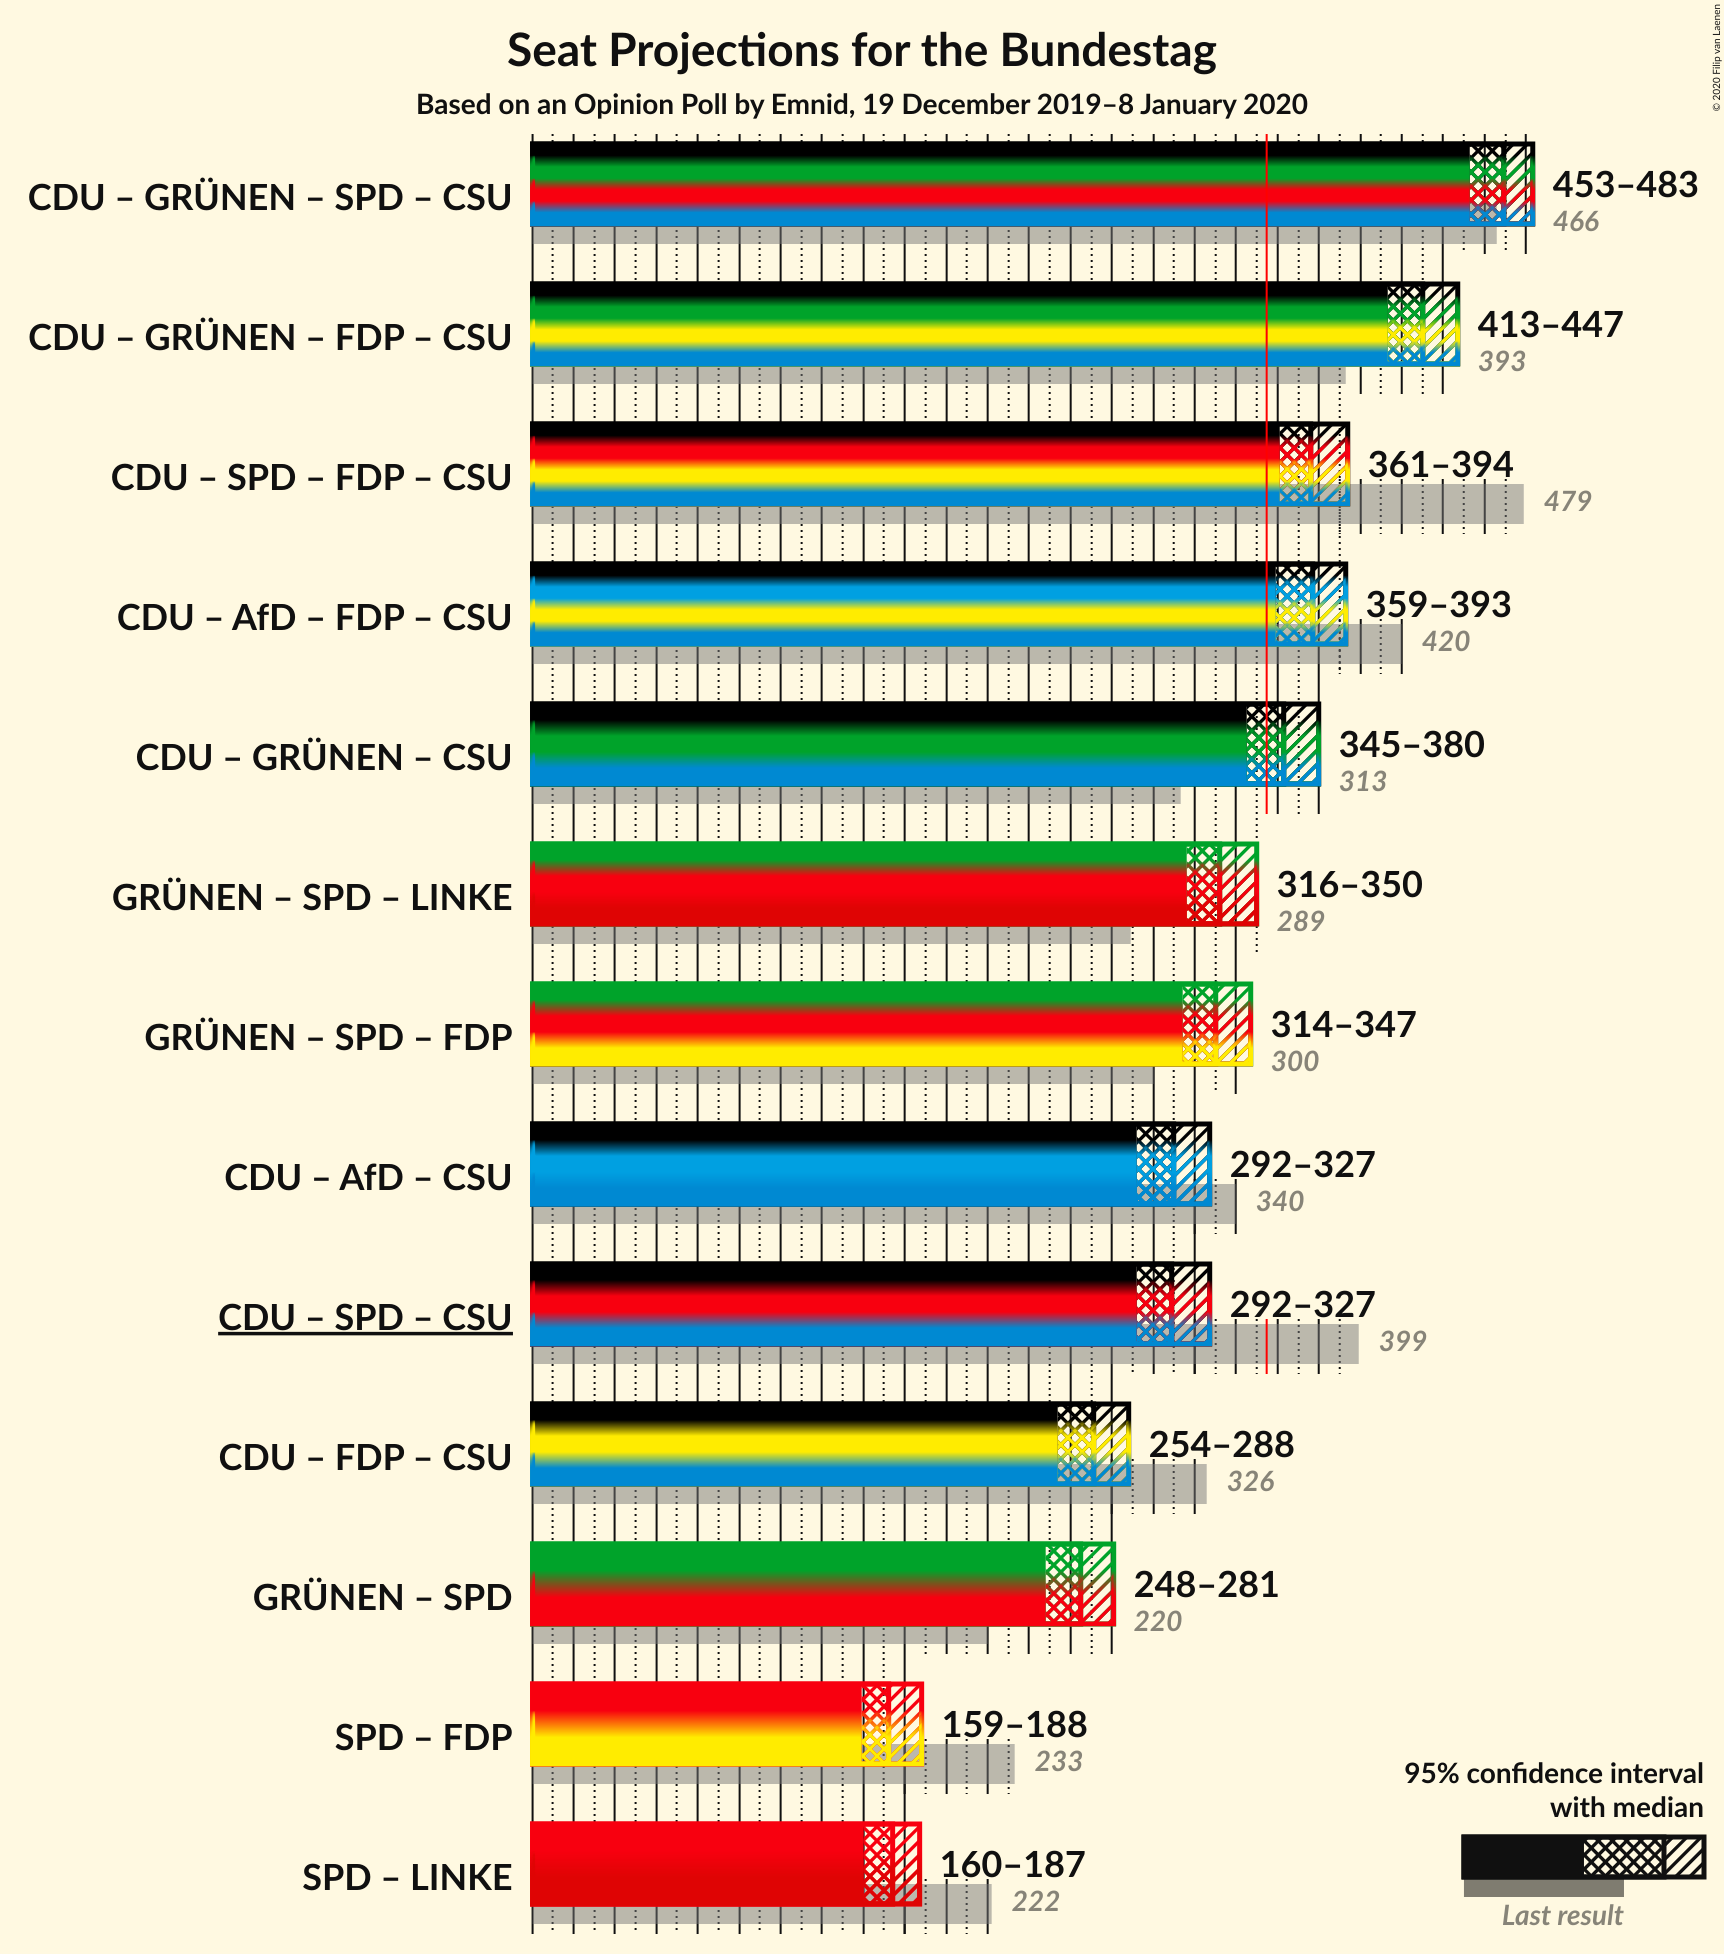 Seat Projections for the Bundestag
Based on an Opinion Poll by Emnid, 19 December 2019–8 January 2020
© 2020 Filip van Laenen
CDU – GRÜNEN – SPD – CSU
453–483
466
CDU – GRÜNEN – FDP – CSU
413–447
393
CDU – SPD – FDP – CSU
361–394
479
CDU – AfD – FDP – CSU
359–393
420
CDU – GRÜNEN – CSU
345–380
313
GRÜNEN – SPD – LINKE
316–350
289
GRÜNEN – SPD – FDP
314–347
300
CDU – AfD – CSU
292–327
340
CDU – SPD – CSU
292–327
399
CDU – FDP – CSU
254–288
326
GRÜNEN – SPD
248–281
220
SPD – FDP
159–188
233
SPD – LINKE
160–187
222
95% confidence interval
with median
Last result